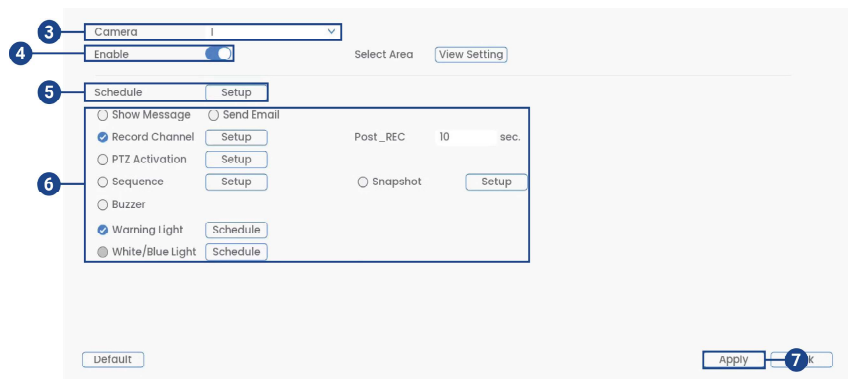 3 Camera 1
4 Enable Select Area View Setting
5 Schedule Setup
Show Message Send Email
Record Channel Setup Post_REC 10 sec.
PTZ Activation Setup
6 Sequence Setup Snapshot Setup
Buzzer
Warning Light Schedule
White/Blue Light Schedule
Default Apply 7